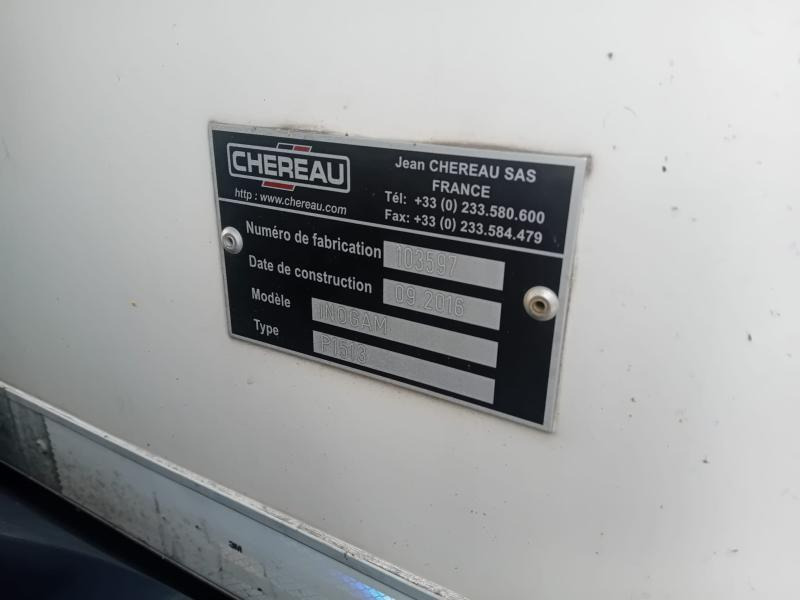 CHEREAU
http : www.chereau.com
Jean CHEREAU SAS
FRANCE
Tél: +33 (0) 233.580.600
Fax: +33 (0) 233.584.479
Numéro de fabrication 103597
Date de construction 09.2016
Modèle INOGAM
Type P1513
3M